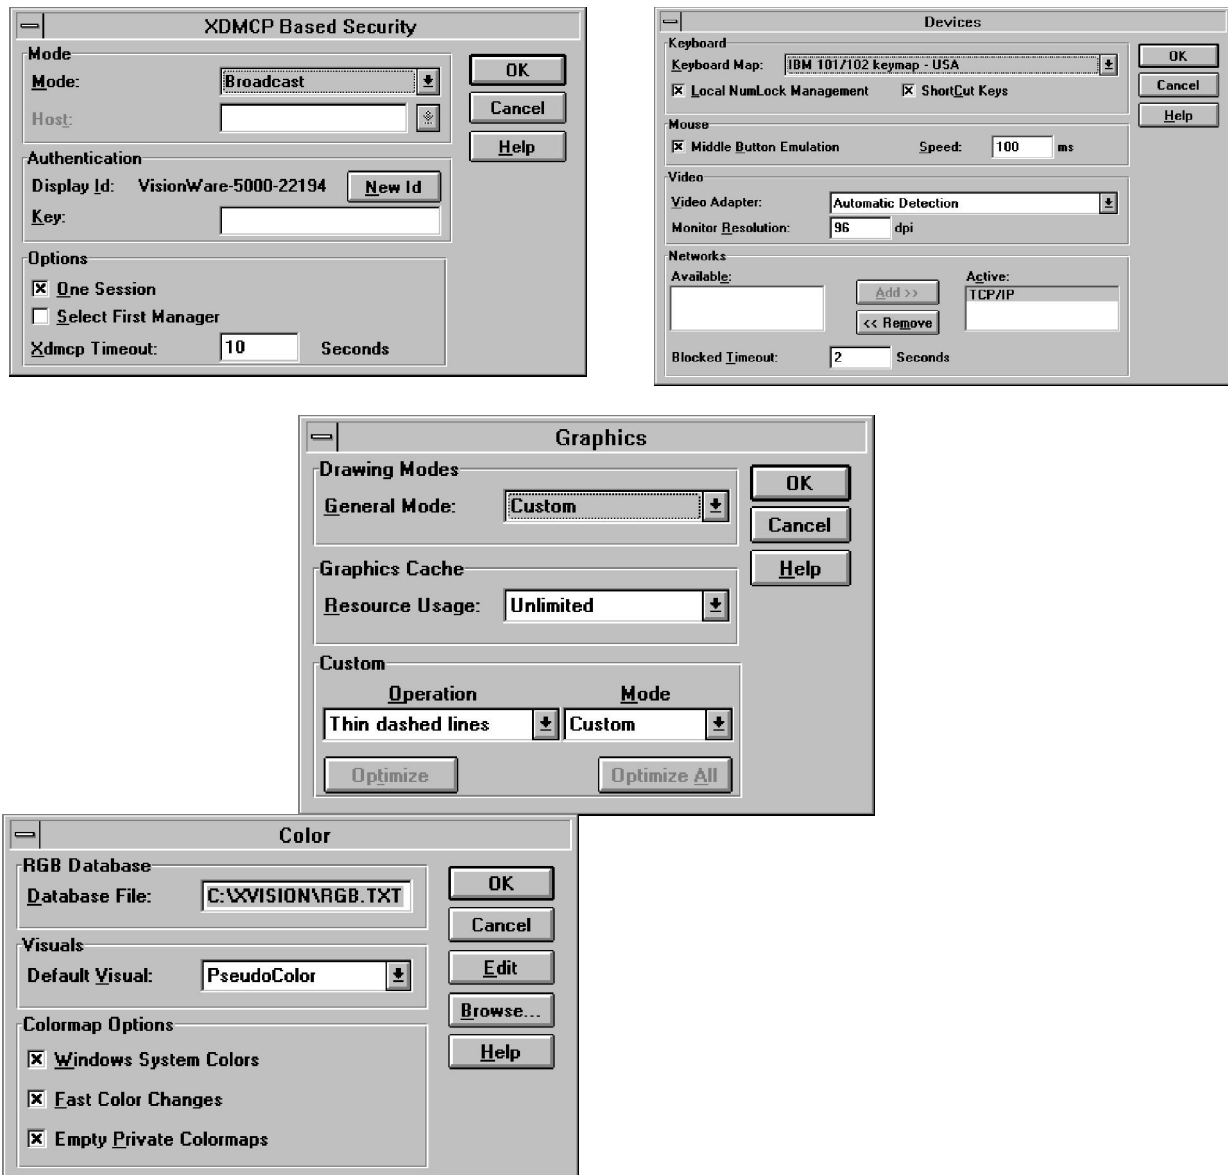 XDMCP Based Security
Mode
Mode: Broadcast
Host:
OK
Cancel
Help
Authentication
Display Id: VisionWare-5000-22194 New Id
Key:
Options
One Session
Select First Manager
Xdmcp Timeout: 10 Seconds
Devices
Keyboard
Keyboard Map: IBM 101/102 keymap - USA
Local NumLock Management ShortCut Keys
OK
Cancel
Help
Mouse
Middle Button Emulation Speed: 100 ms
Video
Video Adapter: Automatic Detection
Monitor Resolution: 96 dpi
Networks
Available: Active:
Add >> TCP/IP
<< Remove
Blocked Timeout: 2 Seconds
Graphics
Drawing Modes
General Mode: Custom
OK
Cancel
Help
Graphics Cache
Resource Usage: Unlimited
Custom
Operation Mode
Thin dashed lines Custom
Optimize Optimize All
Color
RGB Database
Database File: C:\XVISION\RGB.TXT
OK
Cancel
Edit
Browse...
Help
Visuals
Default Visual: PseudoColor
Colormap Options
Windows System Colors
Fast Color Changes
Empty Private Colormaps